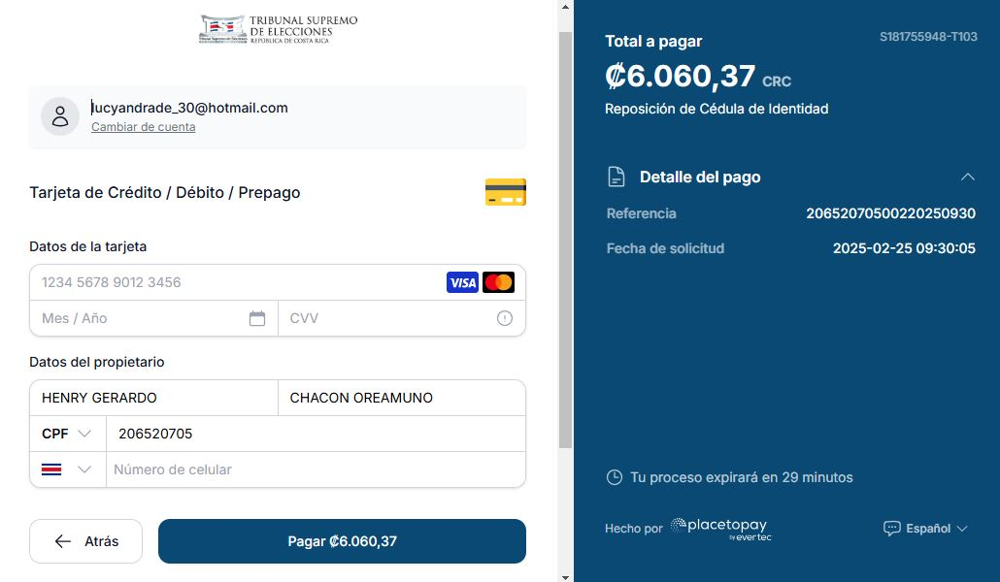 TRIBUNAL SUPREMO
DE ELECCIONES
REPÚBLICA DE COSTA RICA
lucyandrade_30@hotmail.com
Cambiar de cuenta
Tarjeta de Crédito / Débito / Prepago
Datos de la tarjeta
1234 5678 9012 3456 VISA
Mes / Año CVV
Datos del propietario
HENRY GERARDO CHACON OREAMUNO
CPF 206520705
Número de celular
Atrás Pagar ₡6.060,37
Total a pagar S181755948-T103
₡6.060,37 CRC
Reposición de Cédula de Identidad
Detalle del pago
Referencia 20652070500220250930
Fecha de solicitud 2025-02-25 09:30:05
Tu proceso expirará en 29 minutos
Hecho por placetopay
by evertec
Español